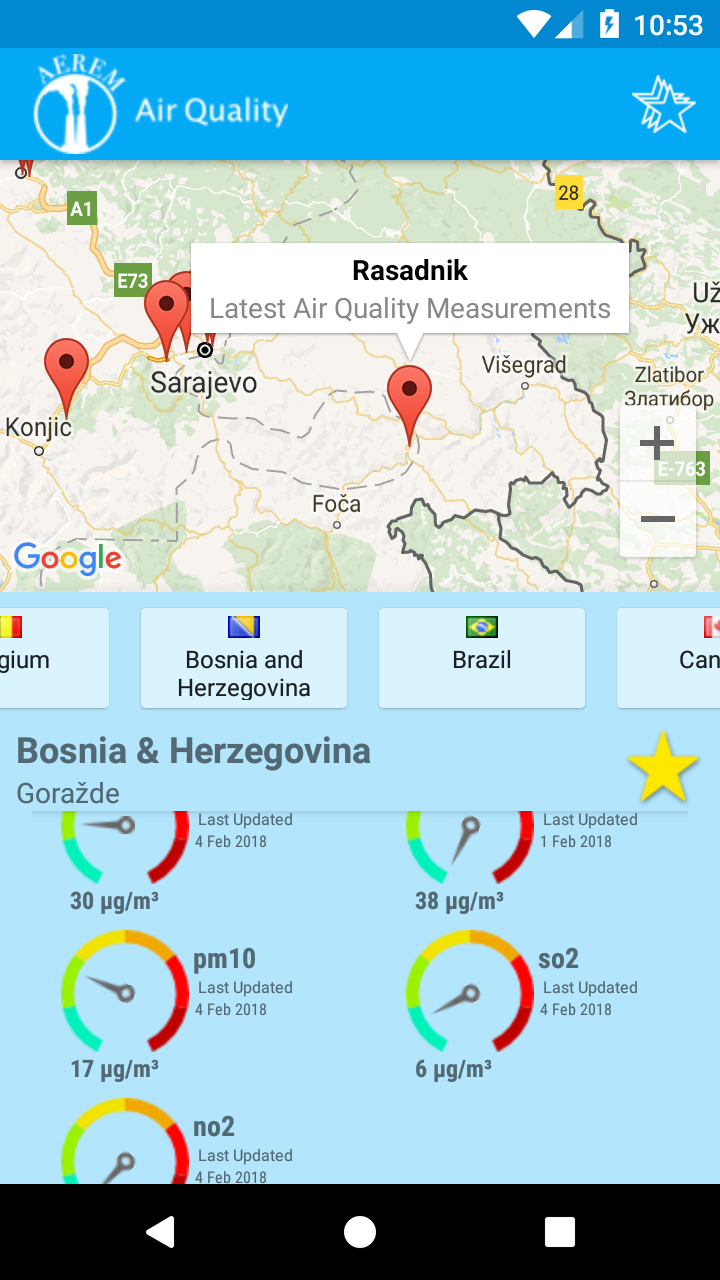 10:53
AEREM
Air Quality
A1
28
E73
Rasadnik
Latest Air Quality Measurements
Už
Уж
Sarajevo
Višegrad
Zlatibor
Златибор
Konjic
E-763
Foča
Google
gium
Bosnia and
Herzegovina
Brazil
Can
Bosnia & Herzegovina
Goražde
Last Updated
4 Feb 2018
30 µg/m³
Last Updated
1 Feb 2018
38 µg/m³
pm10
Last Updated
4 Feb 2018
17 µg/m³
so2
Last Updated
4 Feb 2018
6 µg/m³
no2
Last Updated
4 Feb 2018